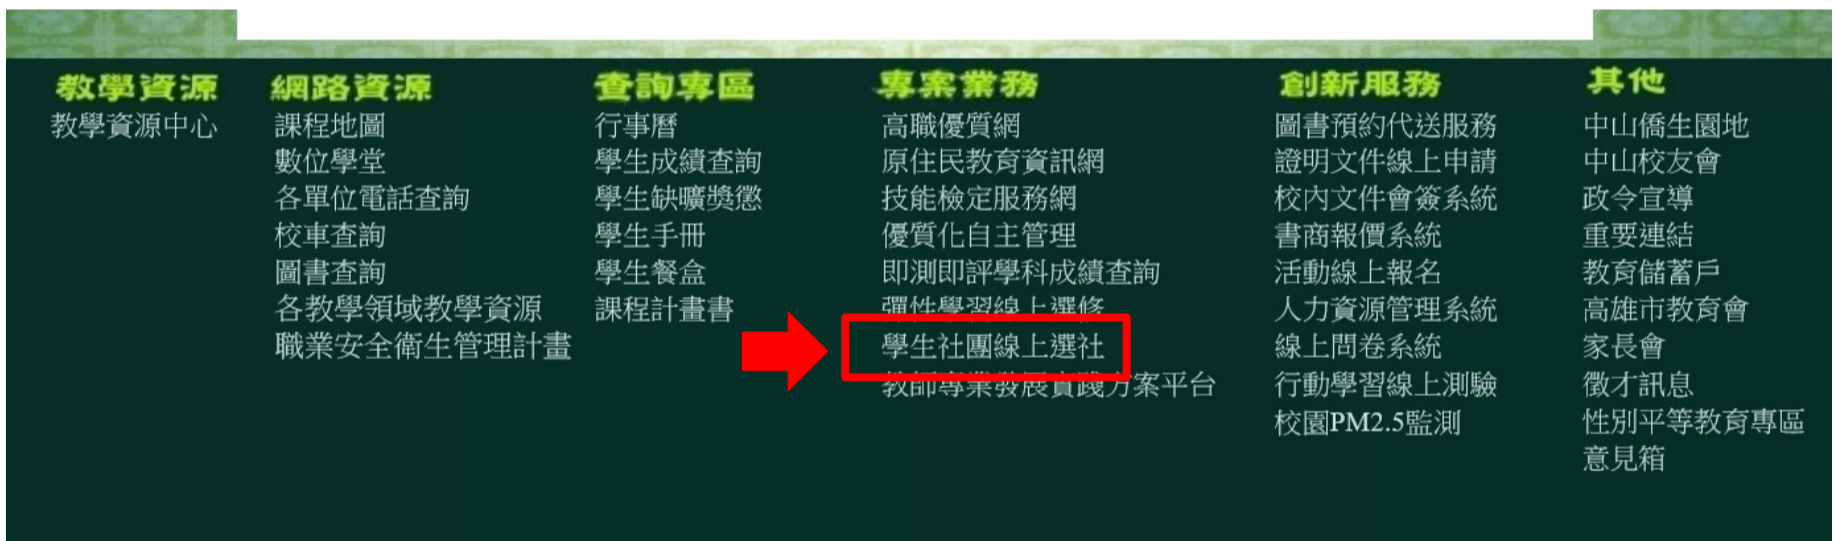 教學資源
教學資源中心
網路資源
課程地圖
數位學堂
各單位電話查詢
校車查詢
圖書查詢
各教學領域教學資源
職業安全衛生管理計畫
查詢專區
行事曆
學生成績查詢
學生缺曠獎懲
學生手冊
學生餐盒
課程計畫書
專案業務
高職優質網
原住民教育資訊網
技能檢定服務網
優質化自主管理
即測即評學科成績查詢
彈性學習線上選修
學生社團線上選社
教師專業發展實踐方案平台
創新服務
圖書預約代送服務
證明文件線上申請
校內文件會簽系統
書商報價系統
活動線上報名
人力資源管理系統
線上問卷系統
行動學習線上測驗
校園PM2.5監測
其他
中山僑生園地
中山校友會
政令宣導
重要連結
教育儲蓄戶
高雄市教育會
家長會
徵才訊息
性別平等教育專區
意見箱